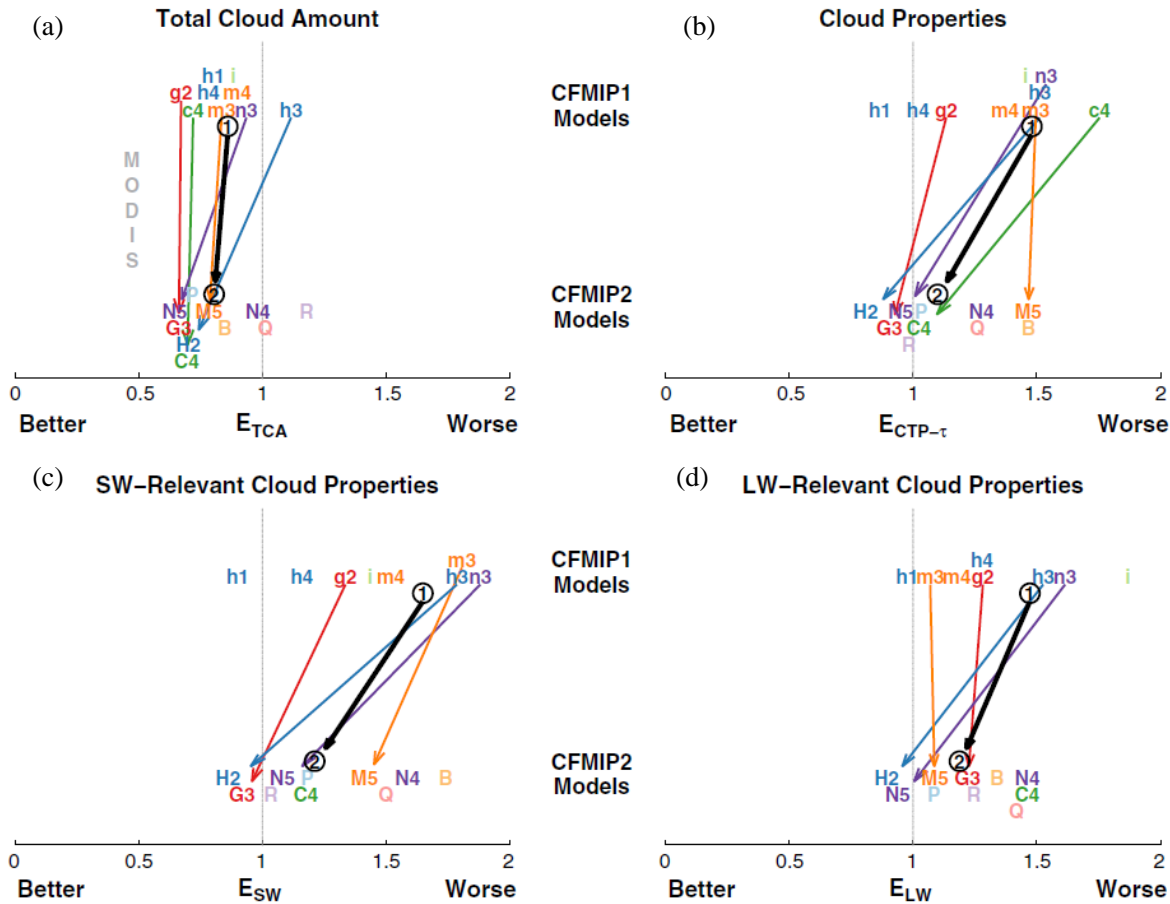 (a) Total Cloud Amount
h1 i
g2 h4 m4
c4 m3 n3 h3
1
M
O
D
I
S
2
P
N5 M5 N4 R
G3 B Q
H2
C4
0 0.5 1 1.5 2
Better E_TCA Worse
CFMIP1
Models
CFMIP2
Models
(b) Cloud Properties
i n3
h3
h1 h4 g2 m4 m3 c4
1
2
H2 N5 P N4 M5
G3 C4 Q B
R
0 1 1.5 2
Better E_CTP−τ Worse
(c) SW−Relevant Cloud Properties
m3
h1 h4 g2 i m4 h3 n3
1
2
H2 N5 P M5 N4 B
G3 R C4 Q
0 1 1.5 2
Better E_SW Worse
CFMIP1
Models
CFMIP2
Models
(d) LW−Relevant Cloud Properties
h4
h1 m3 m4 g2 h3 n3 i
1
2
H2 M5 G3 B N4
N5 P R C4
Q
0 1 1.5 2
Better E_LW Worse